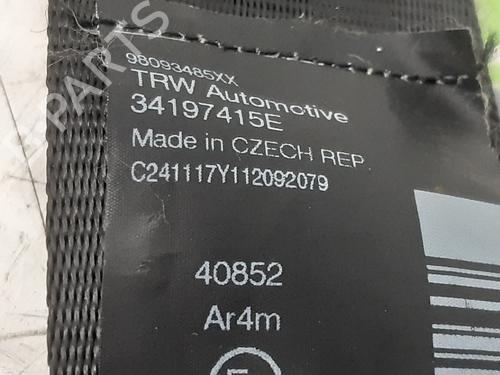 98093485XX
TRW Automotive
34197415E
Made in CZECH REP
C241117Y112092079
40852
Ar4m
E